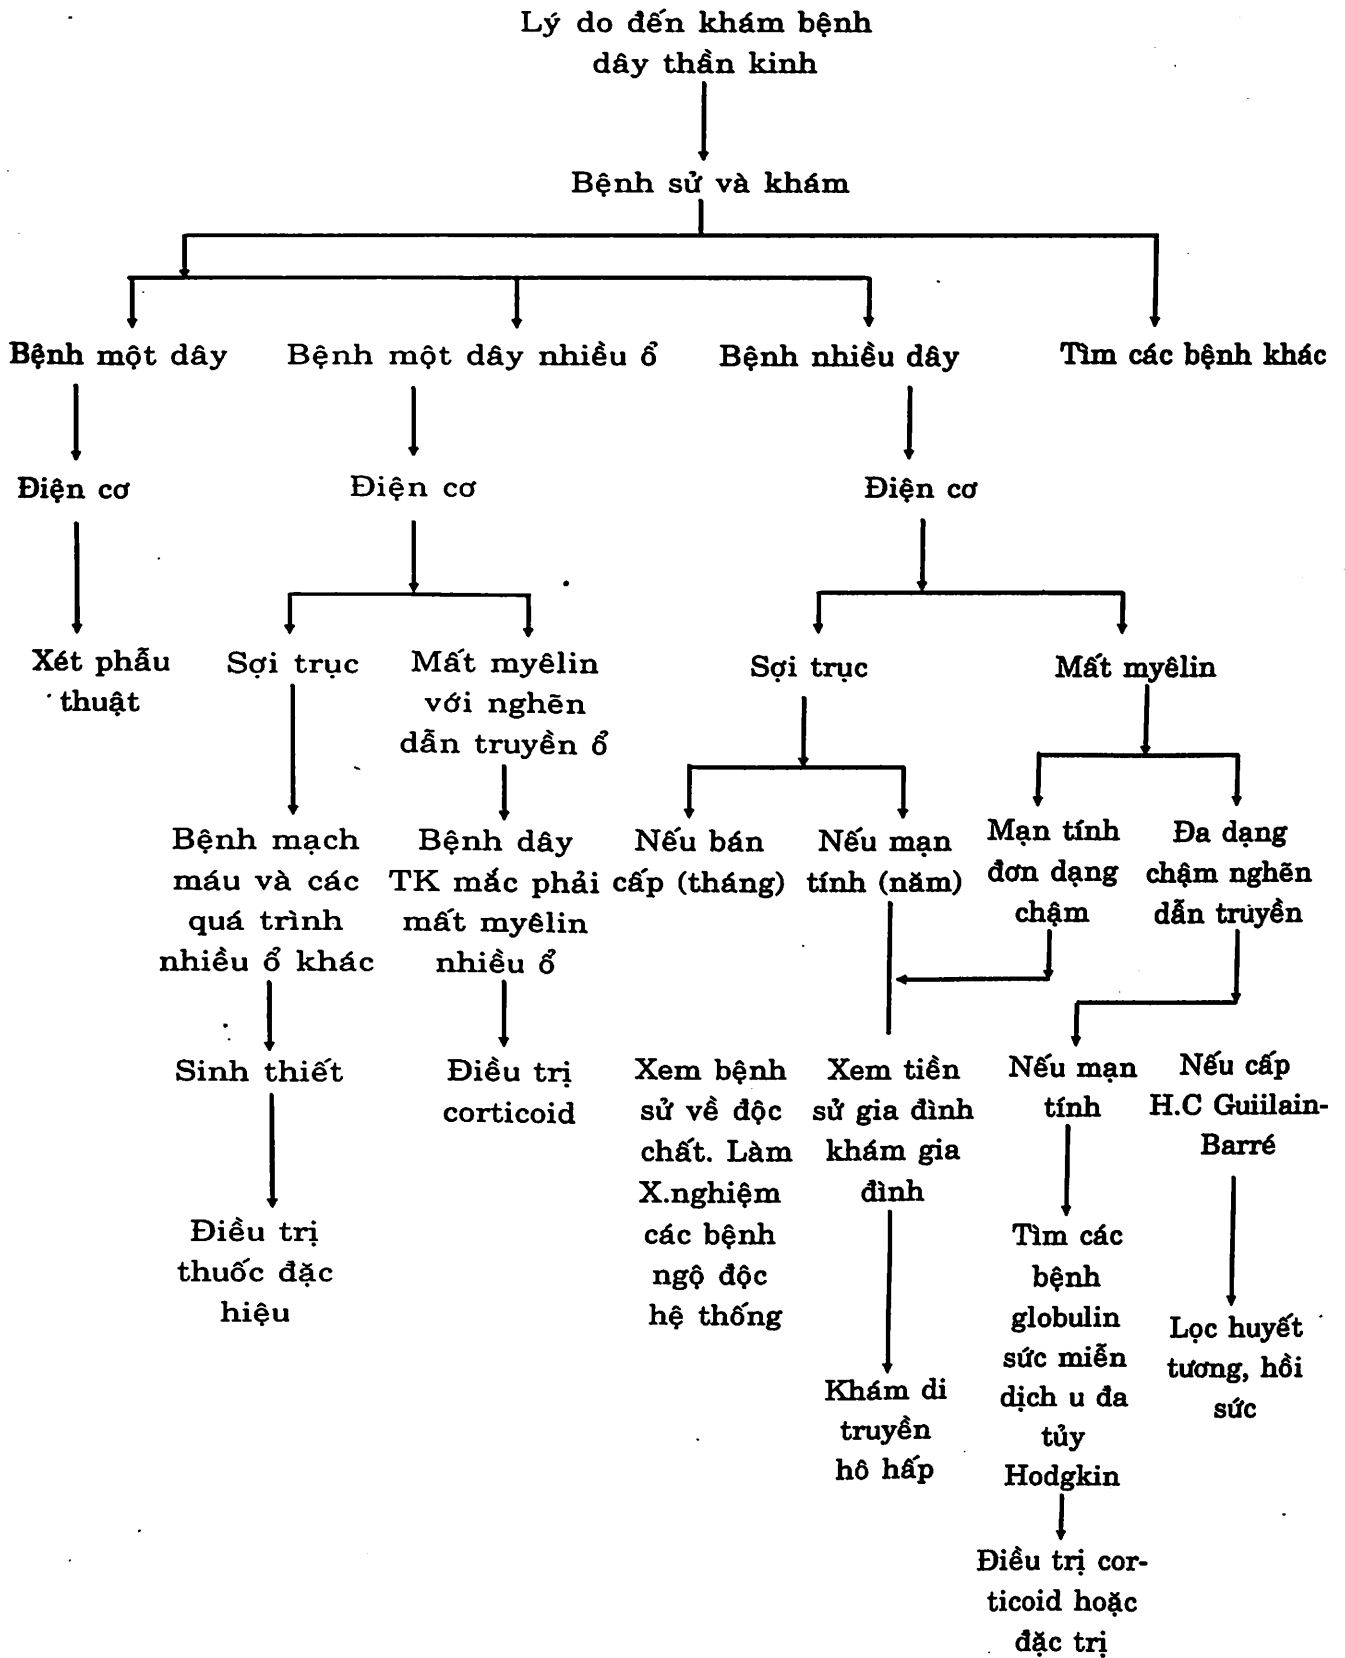 Lý do đến khám bệnh
dây thần kinh
Bệnh sử và khám
Bệnh một dây
Bệnh một dây nhiều ổ
Bệnh nhiều dây
Tìm các bệnh khác
Điện cơ
Điện cơ
Điện cơ
Xét phẫu
thuật
Sợi trục
Mất myêlin
với nghẽn
dẫn truyền ổ
Sợi trục
Mất myêlin
Bệnh mạch
máu và các
quá trình
nhiều ổ khác
Bệnh dây
TK mắc phải
mất myêlin
nhiều ổ
Nếu bán
cấp (tháng)
Nếu mạn
tính (năm)
Mạn tính
đơn dạng
chậm
Đa dạng
chậm nghẽn
dẫn truyền
Sinh thiết
Điều trị
corticoid
Xem bệnh
sử về độc
chất. Làm
X.nghiệm
các bệnh
ngộ độc
hệ thống
Xem tiền
sử gia đình
khám gia
đình
Nếu mạn
tính
Nếu cấp
H.C Guiilain-
Barré
Điều trị
thuốc đặc
hiệu
Khám di
truyền
hô hấp
Tìm các
bệnh
globulin
sức miễn
dịch u đa
tủy
Hodgkin
Lọc huyết
tương, hồi
sức
Điều trị cor-
ticoid hoặc
đặc trị